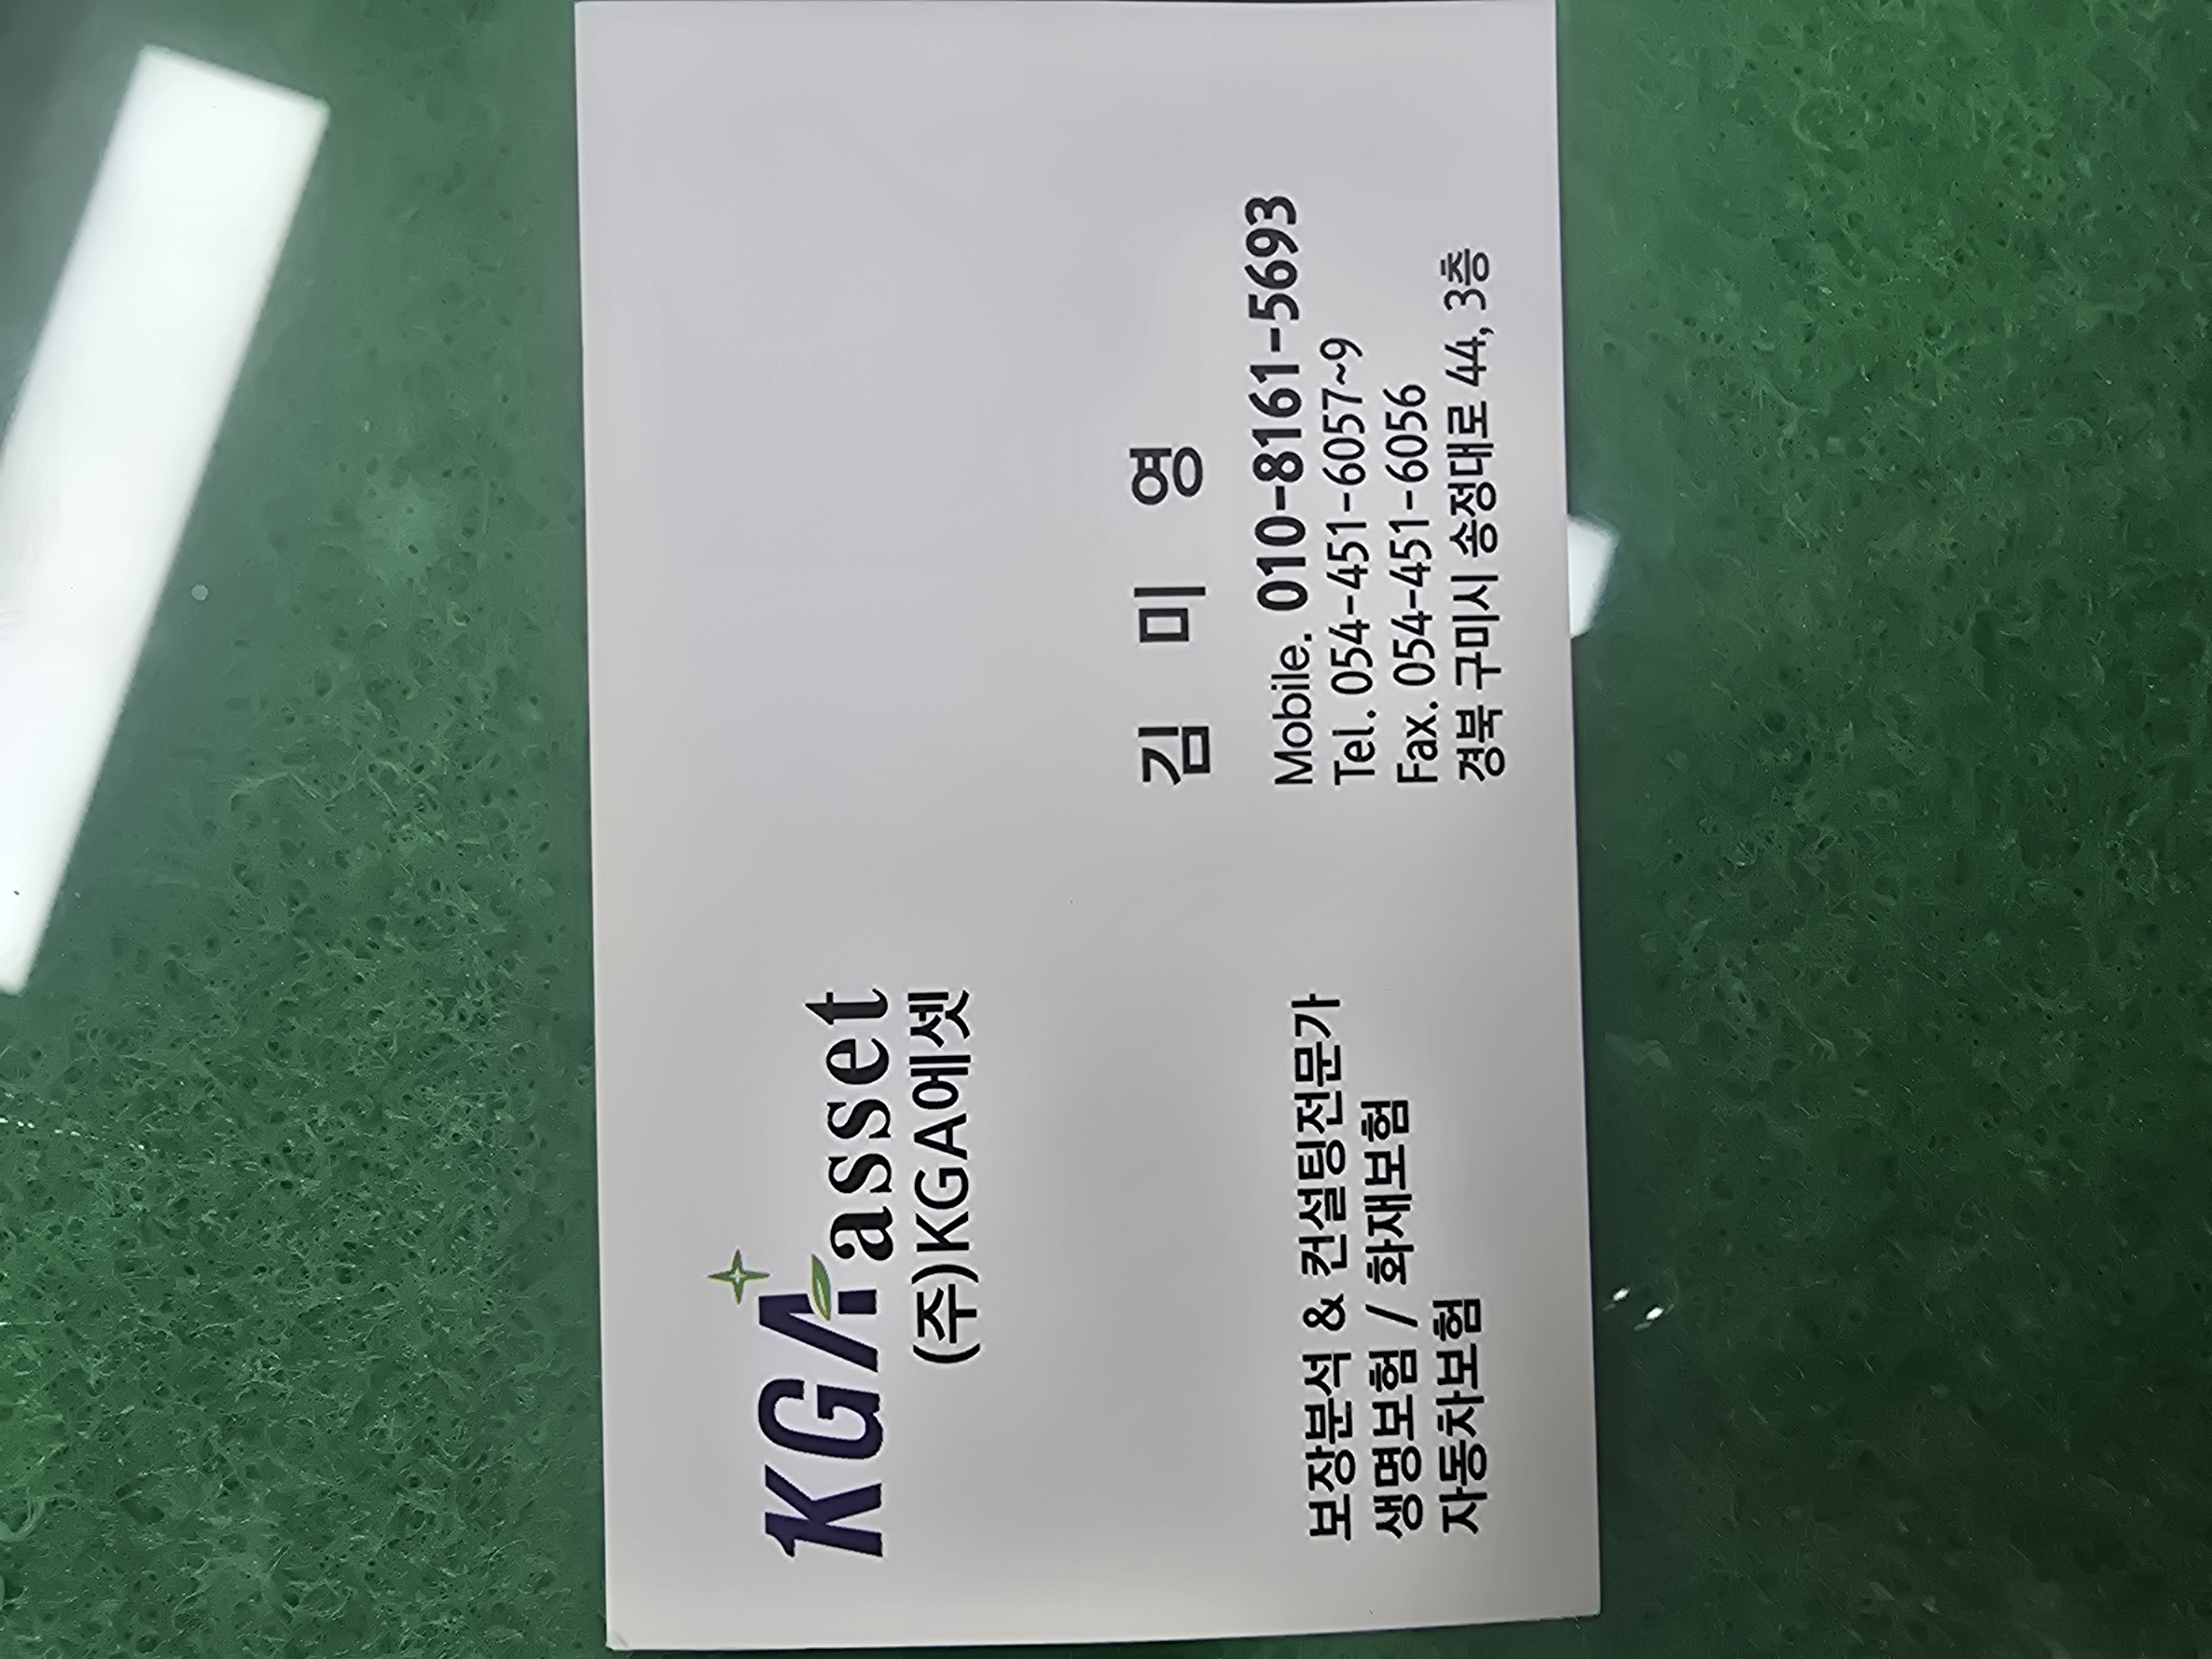 KGA asset
(주)KGA에셋
김 미 영
Mobile. 010-8161-5693
Tel. 054-451-6057~9
Fax. 054-451-6056
경북 구미시 송정대로 44, 3층
보장분석 & 컨설팅전문가
생명보험 / 화재보험
자동차보험